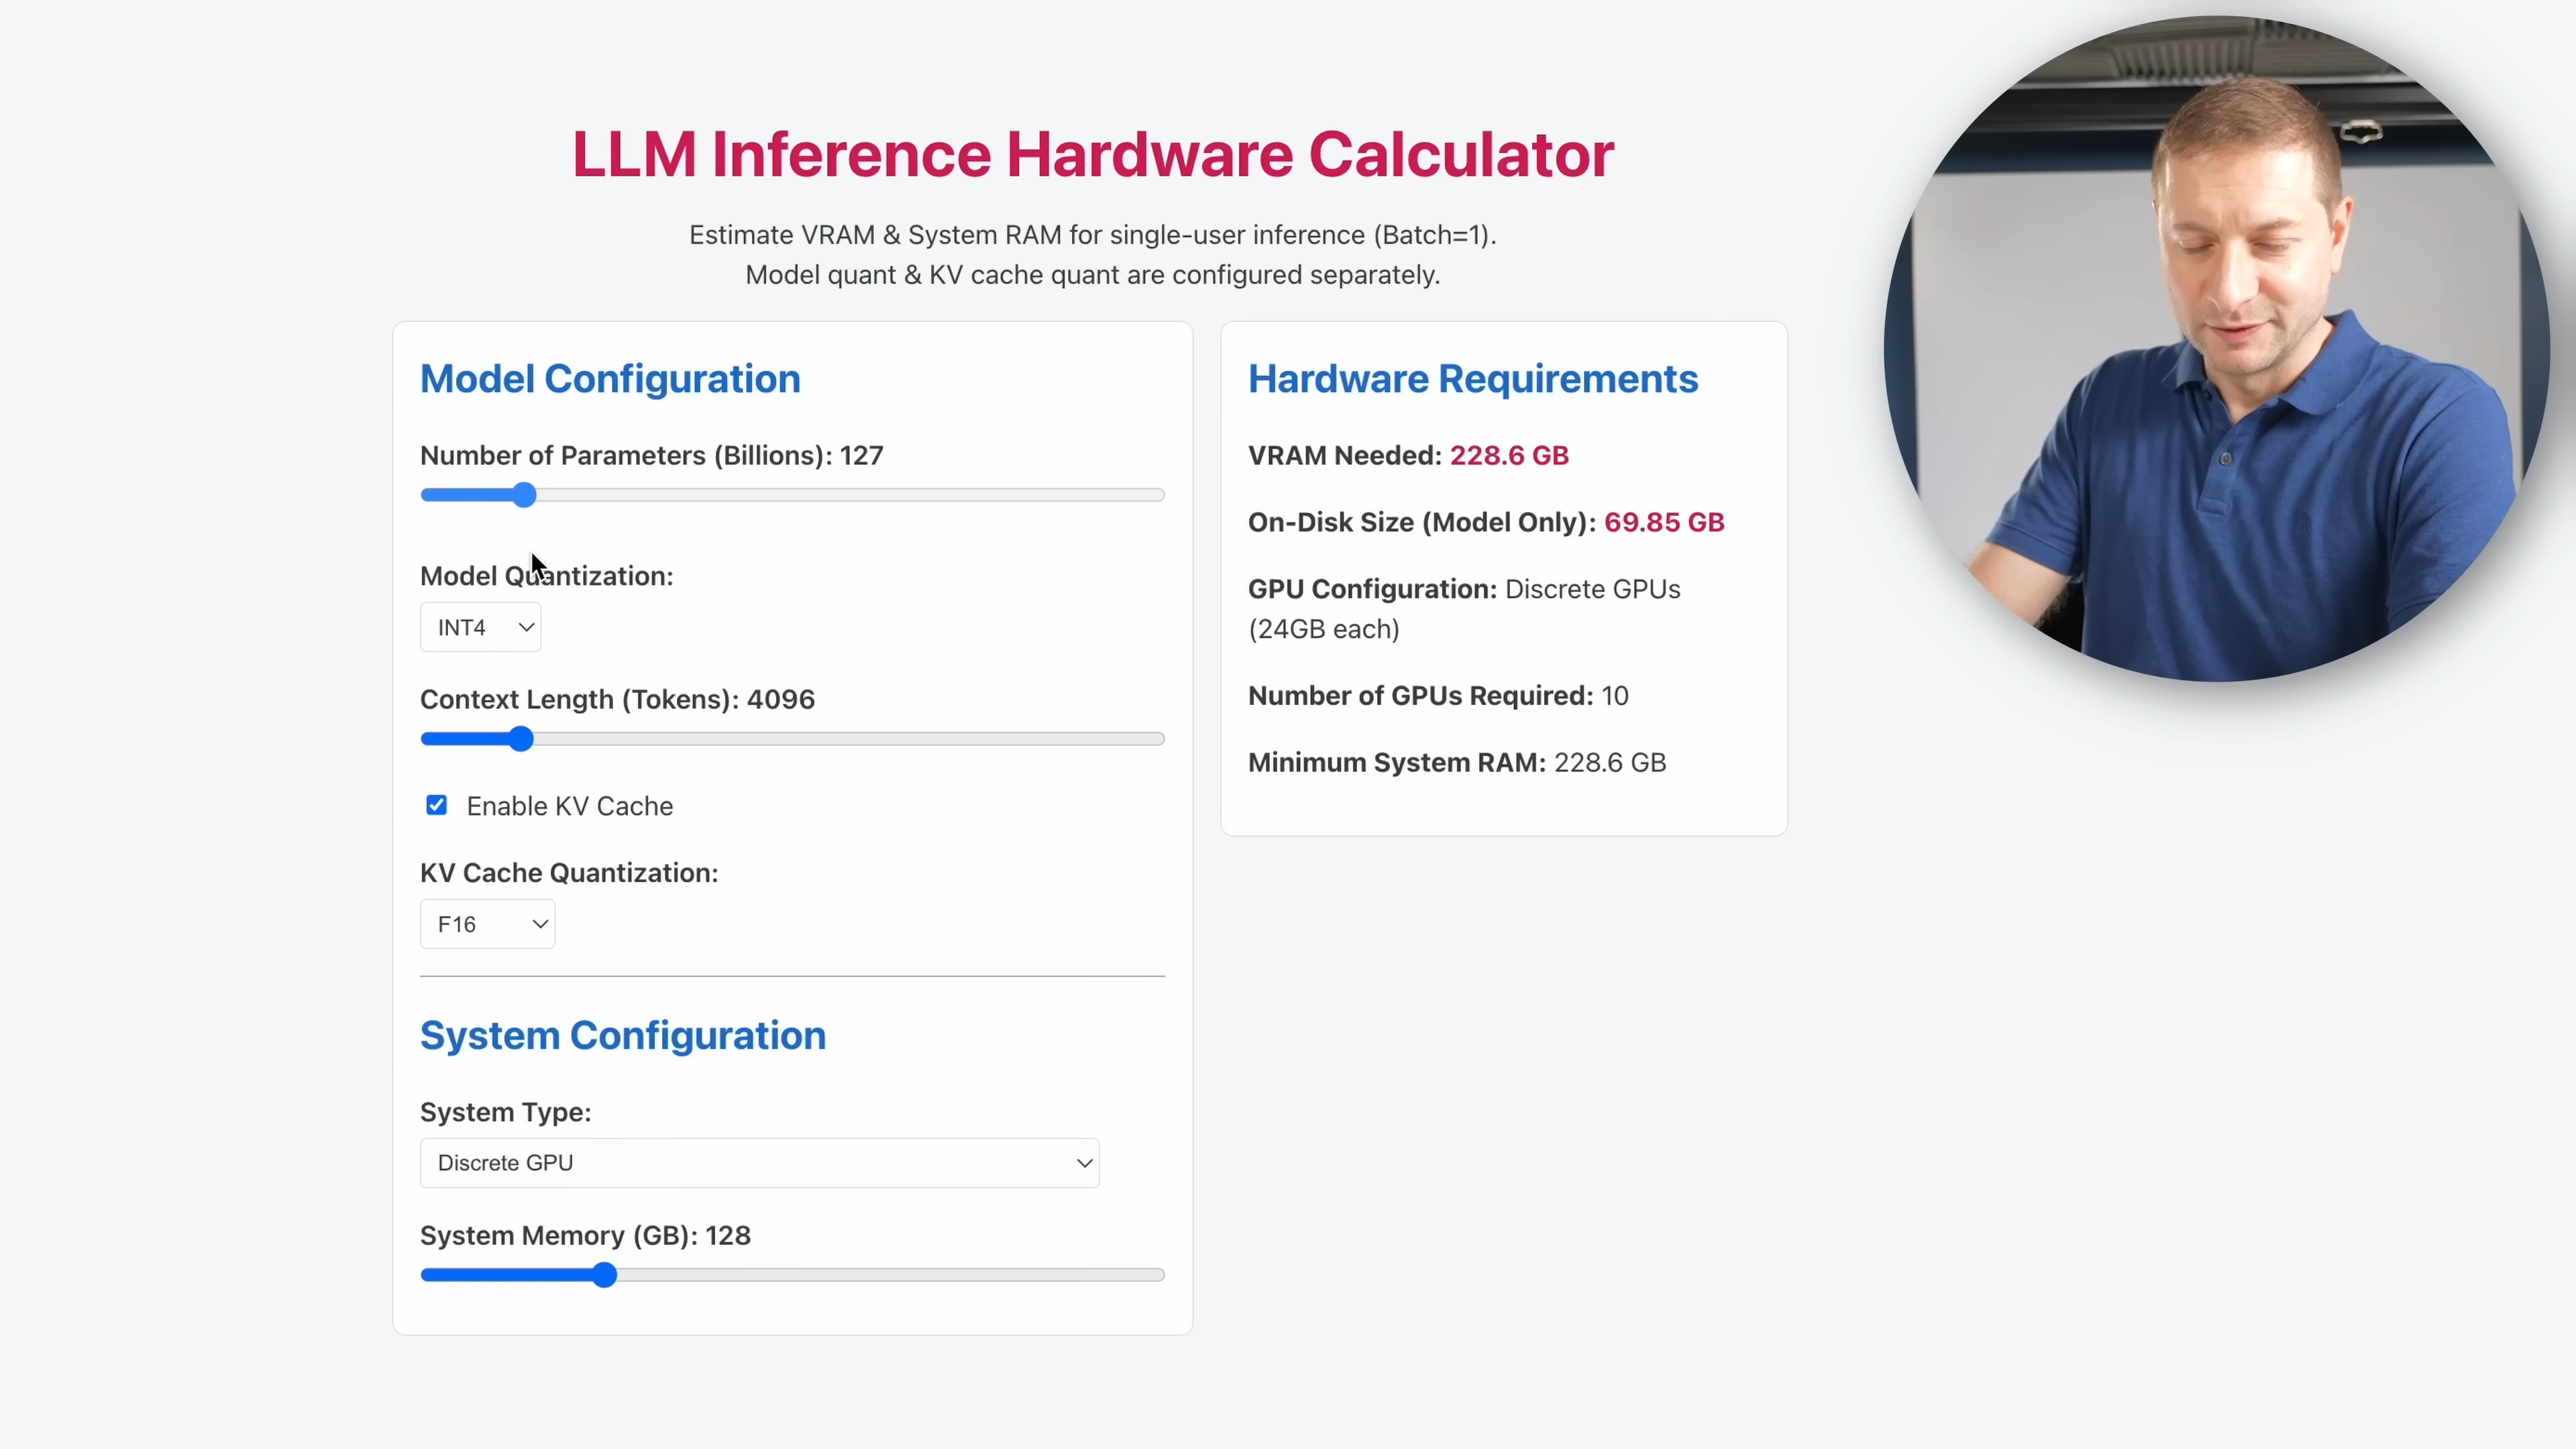 LLM Inference Hardware Calculator
Estimate VRAM & System RAM for single-user inference (Batch=1).
Model quant & KV cache quant are configured separately.
Model Configuration
Number of Parameters (Billions): 127
Model Quantization:
INT4
Context Length (Tokens): 4096
Enable KV Cache
KV Cache Quantization:
F16
System Configuration
System Type:
Discrete GPU
System Memory (GB): 128
Hardware Requirements
VRAM Needed: 228.6 GB
On-Disk Size (Model Only): 69.85 GB
GPU Configuration: Discrete GPUs
(24GB each)
Number of GPUs Required: 10
Minimum System RAM: 228.6 GB